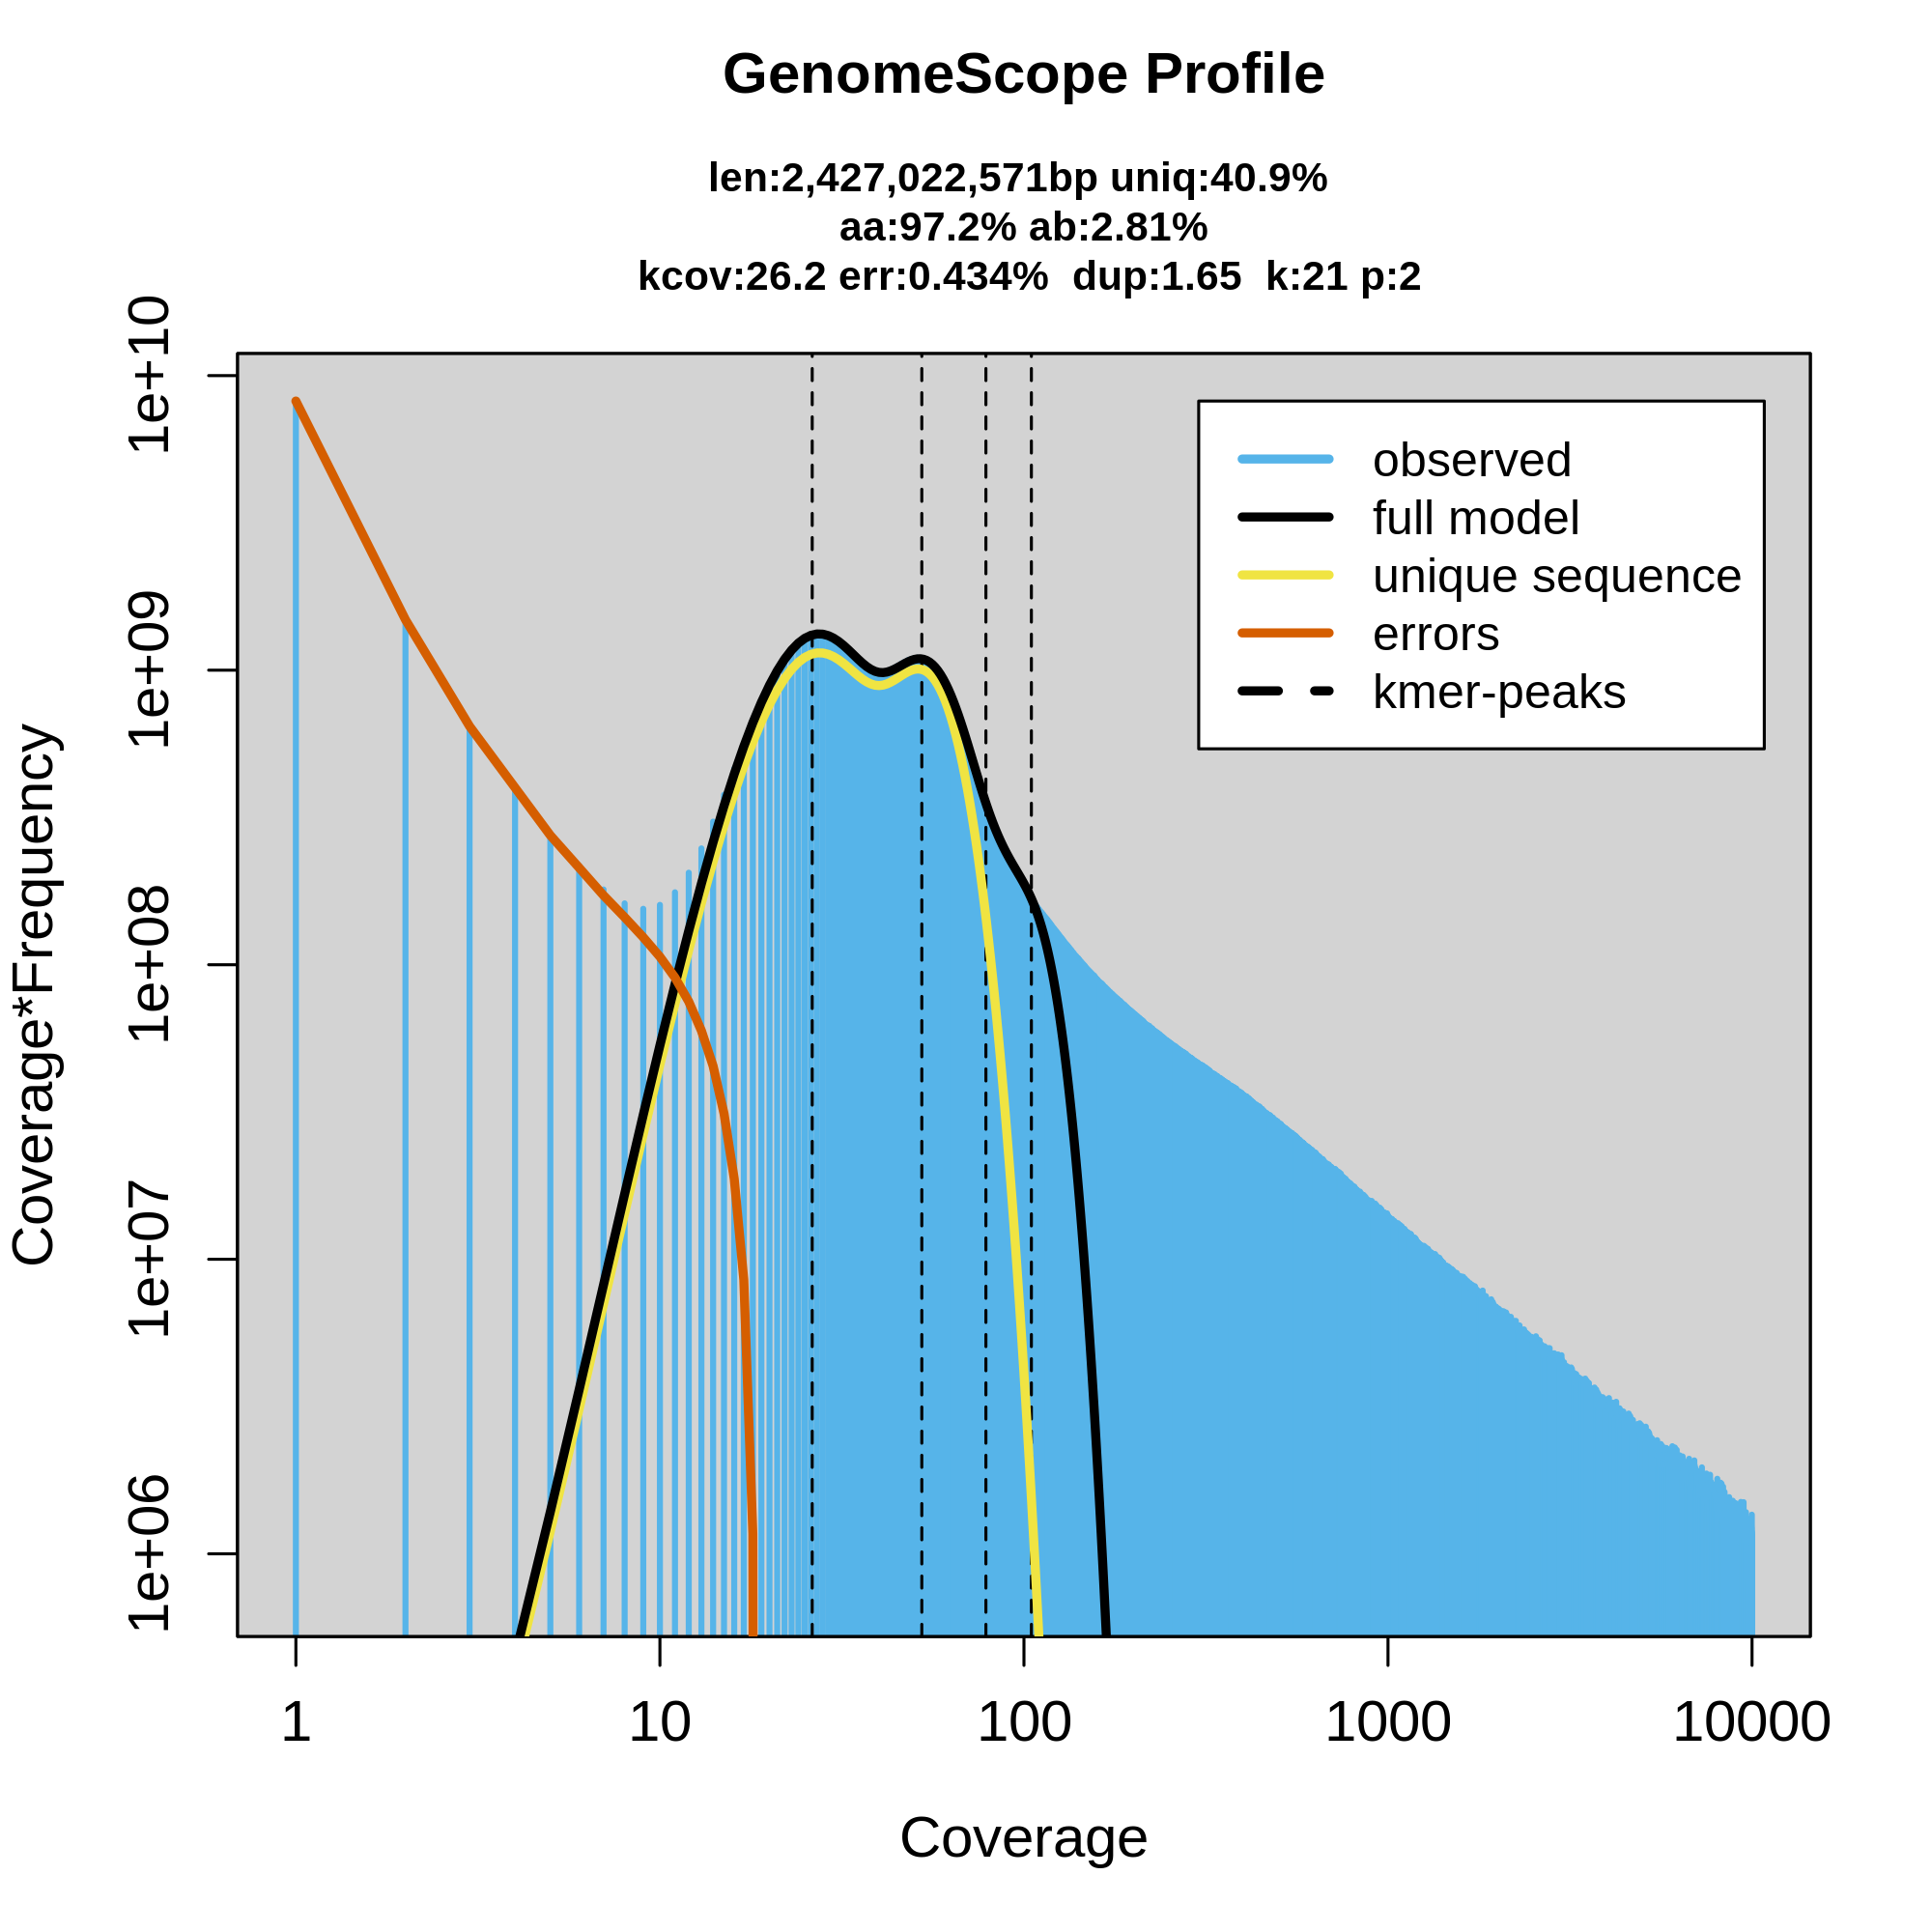 GenomeScope Profile
len:2,427,022,571bp uniq:40.9%
aa:97.2% ab:2.81%
kcov:26.2 err:0.434%  dup:1.65  k:21 p:2
observed
full model
unique sequence
errors
kmer-peaks
Coverage*Frequency
1e+10
1e+09
1e+08
1e+07
1e+06
1
10
100
1000
10000
Coverage